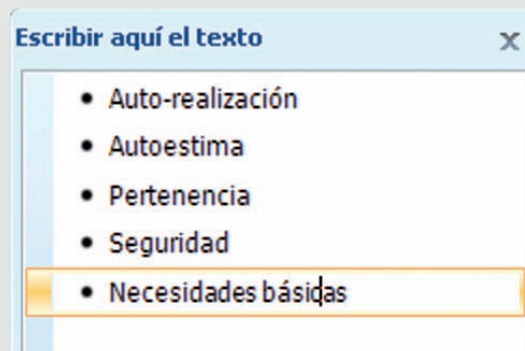 Escribir aquí el texto
• Auto-realización
• Autoestima
• Pertenencia
• Seguridad
• Necesidades básicas